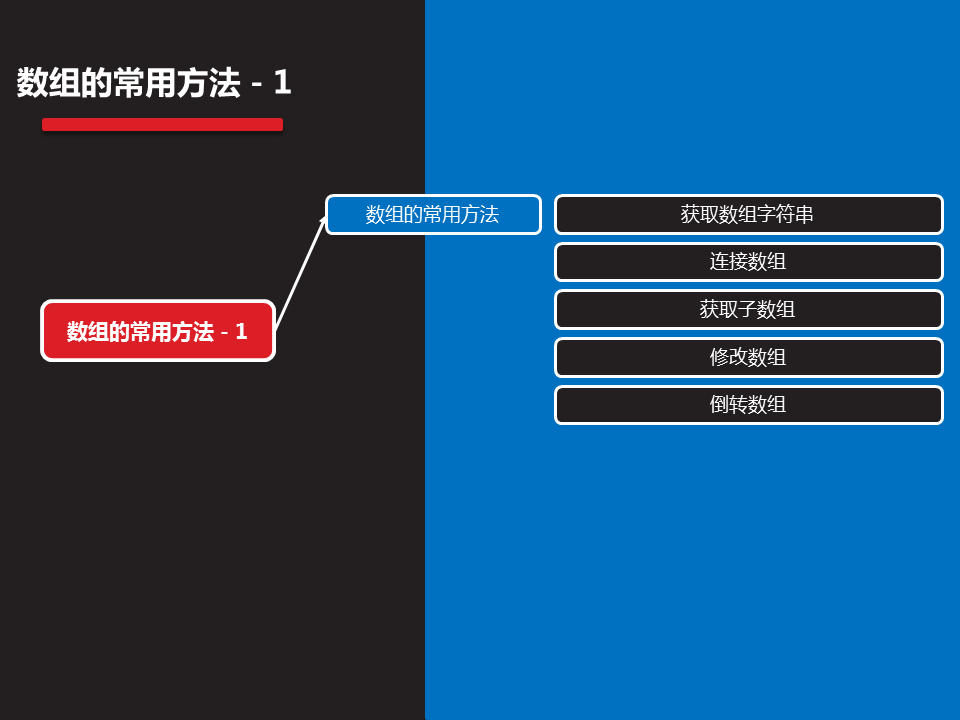 数组的常用方法 - 1
数组的常用方法
获取数组字符串
连接数组
获取子数组
修改数组
倒转数组
数组的常用方法 - 1